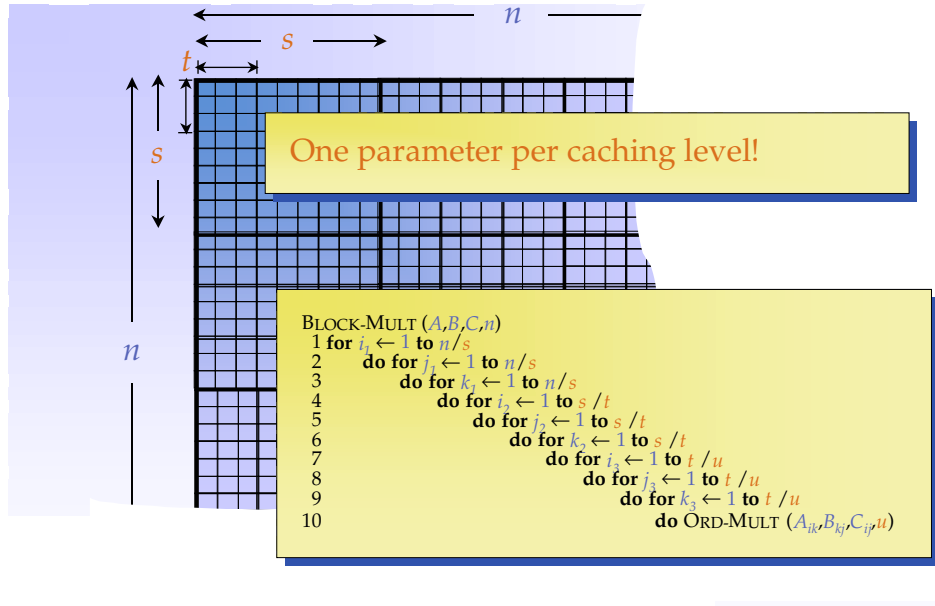 n
s
t
s
One parameter per caching level!
n
BLOCK-MULT (A,B,C,n)
1 for i₁ ← 1 to n/s
2 do for j₁ ← 1 to n/s
3 do for k₁ ← 1 to n/s
4 do for i₂ ← 1 to s /t
5 do for j₂ ← 1 to s /t
6 do for k₂ ← 1 to s /t
7 do for i₃ ← 1 to t /u
8 do for j₃ ← 1 to t /u
9 do for k₃ ← 1 to t /u
10 do ORD-MULT (Aik,Bkj,Cij,u)